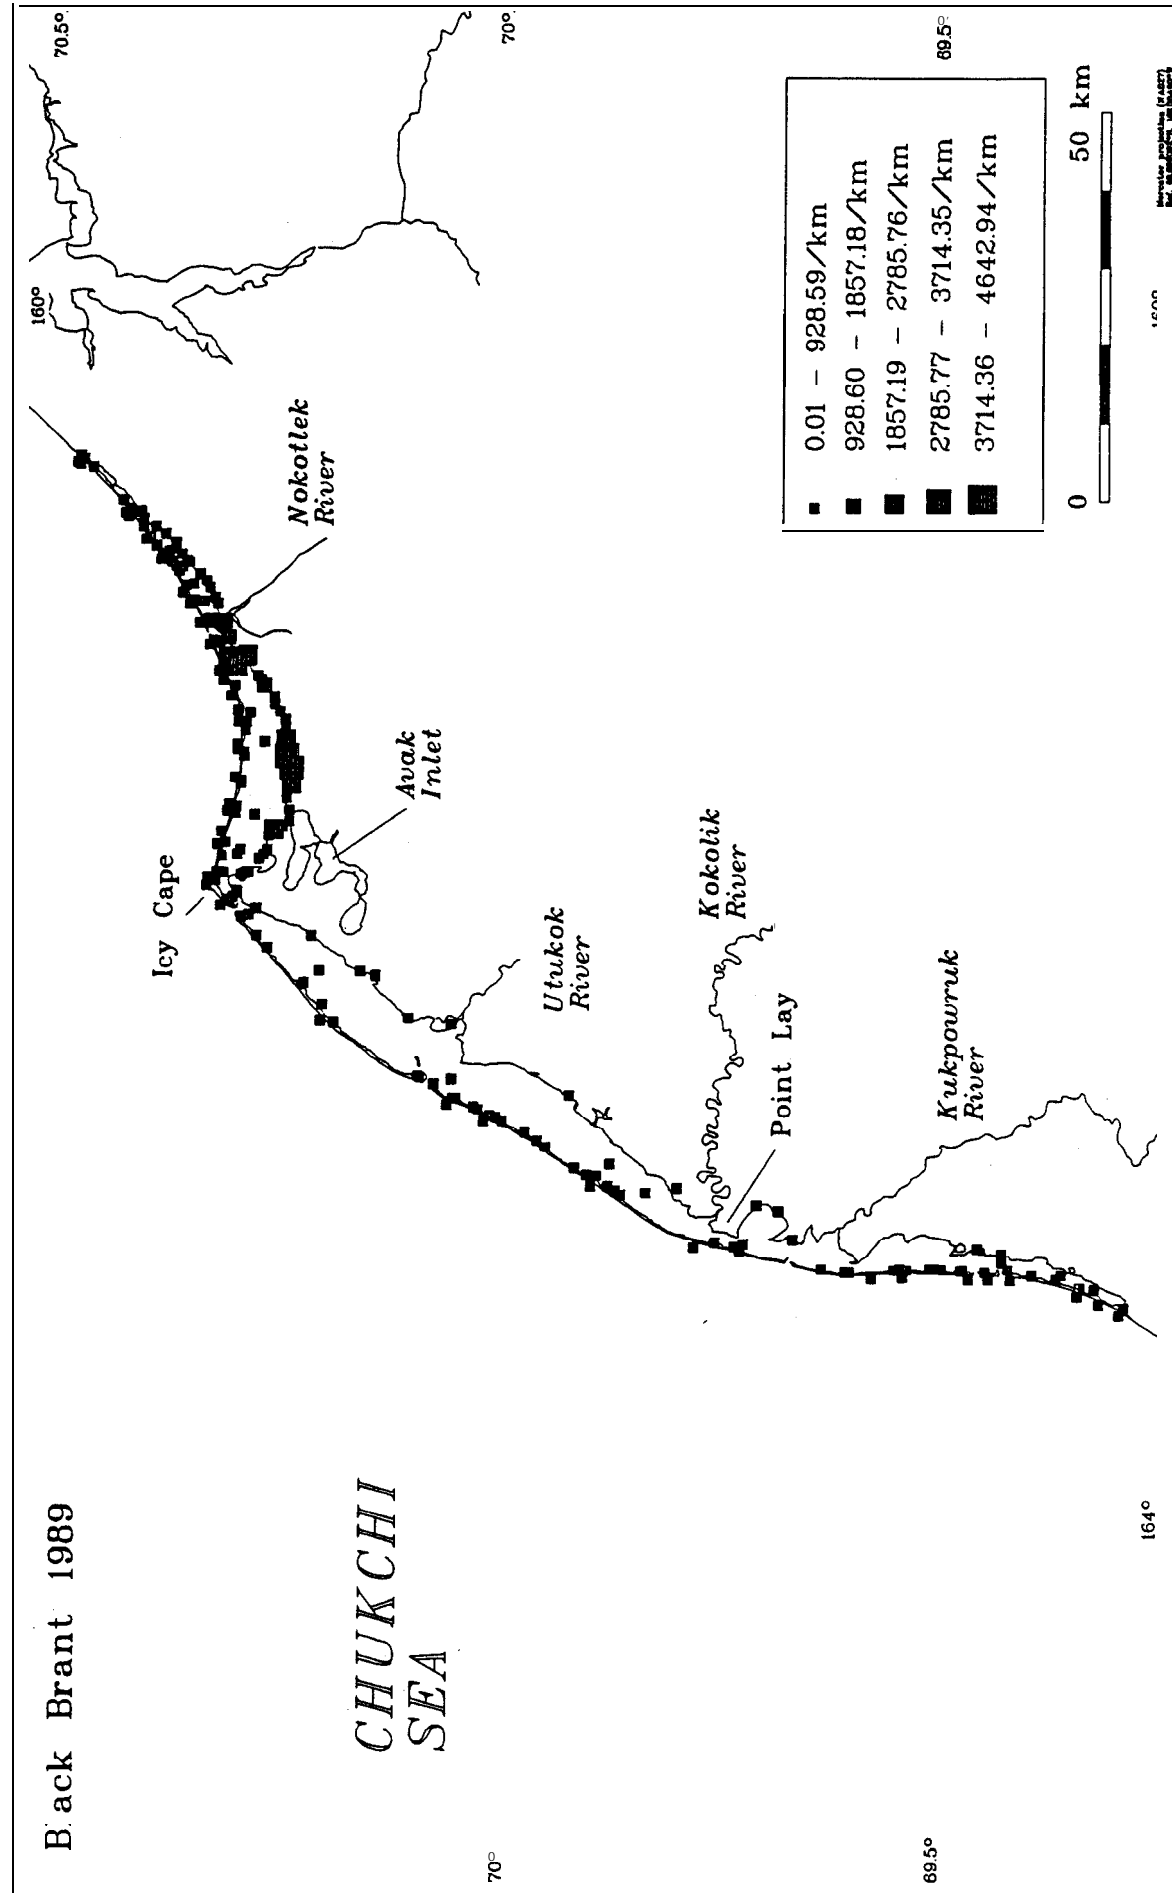 B ack Brant 1989
CHUKCHI
SEA
Icy Cape
Nokotlek
River
Avak
Inlet
Utukok
River
Kokolik
River
Point Lay
Kukpowruk
River
70.5°
70°
69.5°
160°
70°
69.5°
164°
0.01 – 928.59/km
928.60 – 1857.18/km
1857.19 – 2785.76/km
2785.77 – 3714.35/km
3714.36 – 4642.94/km
0 50 km
Mercator projection